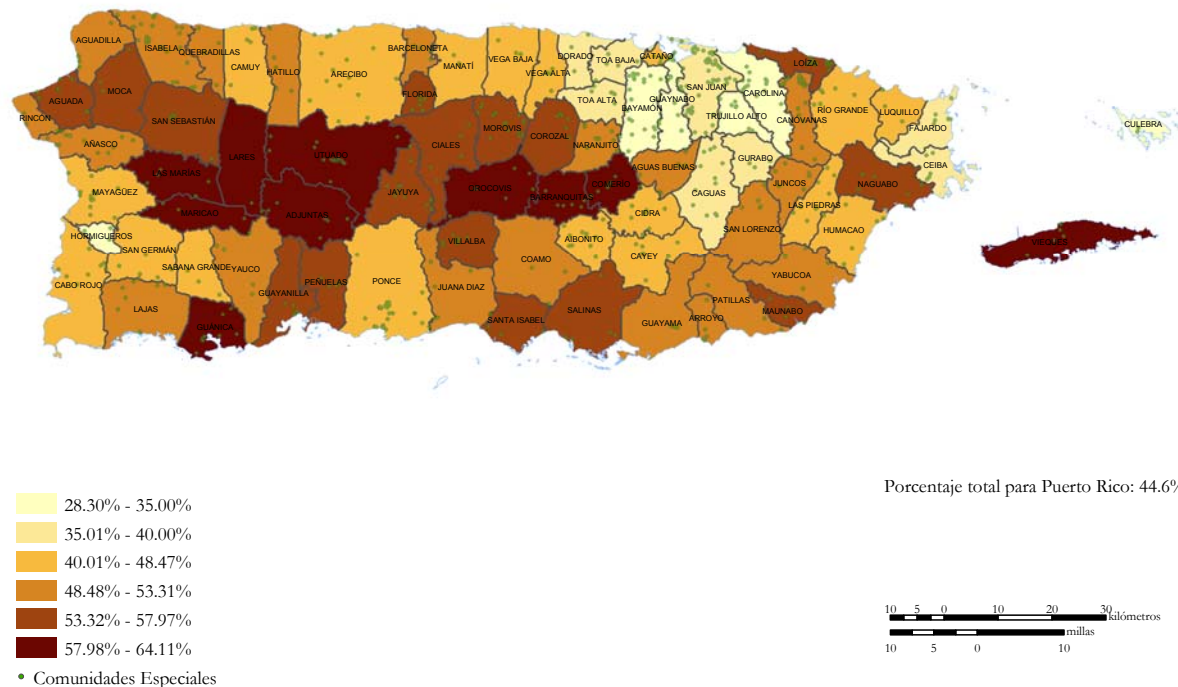 AGUADILLA
ISABELA
QUEBRADILLAS
CAMUY
HATILLO
ARECIBO
BARCELONETA
MANATÍ
VEGA BAJA
VEGA ALTA
DORADO
TOA BAJA
CATAÑO
SAN JUAN
LOÍZA
RINCÓN
AGUADA
MOCA
SAN SEBASTIÁN
LARES
UTUABO
FLORIDA
CIALES
MOROVIS
COROZAL
TOA ALTA
NARANJITO
BAYAMÓN
GUAYNABO
TRUJILLO ALTO
CAROLINA
CANÓVANAS
RÍO GRANDE
LUQUILLO
FAJARDO
CEIBA
CULEBRA
AÑASCO
LAS MARÍAS
MAYAGÜEZ
MARICAO
ADJUNTAS
JAYUYA
OROCOVIS
BARRANQUITAS
COMERÍO
AGUAS BUENAS
CAGUAS
GURABO
JUNCOS
LAS PIEDRAS
NAGUABO
HUMACAO
VIEQUES
HORMIGUEROS
SAN GERMÁN
SABANA GRANDE
YAUCO
CABO ROJO
LAJAS
GUÁNICA
GUAYANILLA
PEÑUELAS
PONCE
VILLALBA
JUANA DIAZ
COAMO
AIBONITO
CIDRA
CAYEY
SAN LORENZO
YABUCOA
SANTA ISABEL
SALINAS
GUAYAMA
ARROYO
PATILLAS
MAUNABO
28.30% - 35.00%
35.01% - 40.00%
40.01% - 48.47%
48.48% - 53.31%
53.32% - 57.97%
57.98% - 64.11%
Comunidades Especiales
Porcentaje total para Puerto Rico: 44.6%
10 5 0 10 20 30
kilómetros
millas
10 5 0 10